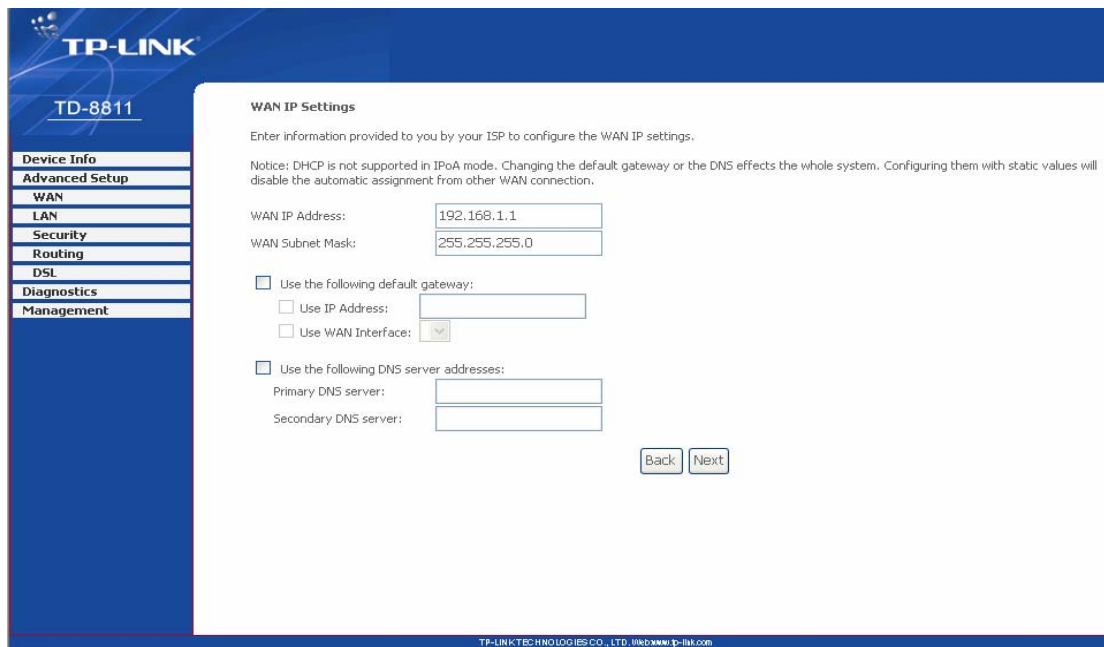 TP-LINK
TD-8811
Device Info
Advanced Setup
WAN
LAN
Security
Routing
DSL
Diagnostics
Management
WAN IP Settings
Enter information provided to you by your ISP to configure the WAN IP settings.
Notice: DHCP is not supported in IPoA mode. Changing the default gateway or the DNS effects the whole system. Configuring them with static values will
disable the automatic assignment from other WAN connection.
WAN IP Address: 192.168.1.1
WAN Subnet Mask: 255.255.255.0
Use the following default gateway:
Use IP Address:
Use WAN Interface:
Use the following DNS server addresses:
Primary DNS server:
Secondary DNS server:
Back Next
TP-LINK TECHNOLOGIES CO., LTD. Web:www.tp-link.com